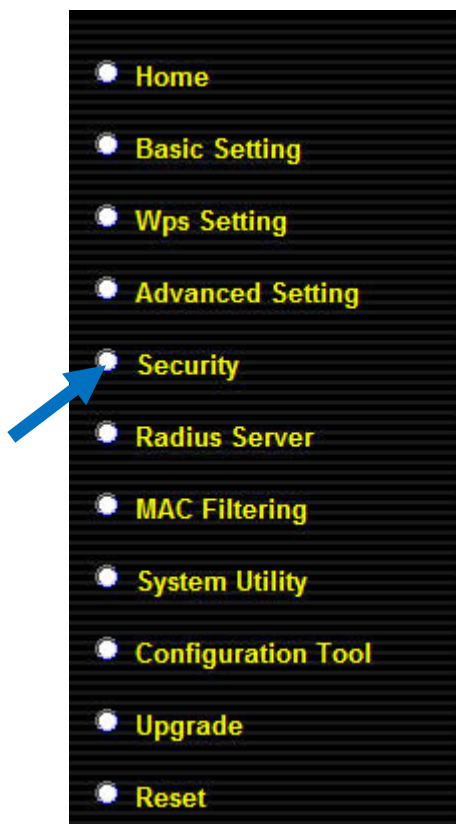 Home
Basic Setting
Wps Setting
Advanced Setting
Security
Radius Server
MAC Filtering
System Utility
Configuration Tool
Upgrade
Reset